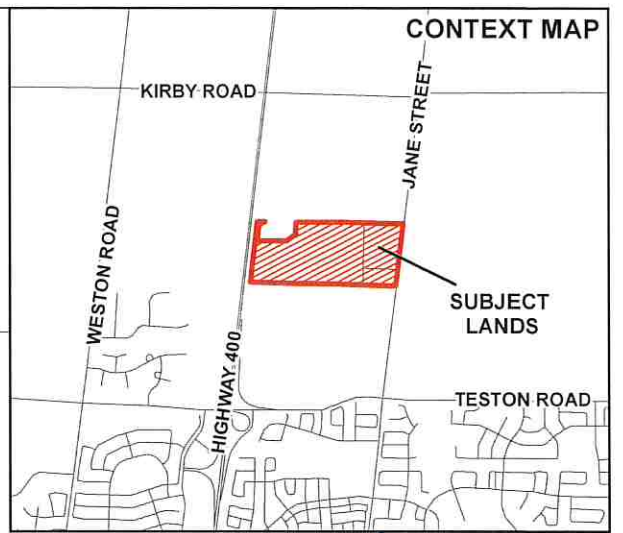 CONTEXT MAP
KIRBY ROAD
JANE STREET
WESTON ROAD
SUBJECT
LANDS
HIGHWAY 400
TESTON ROAD